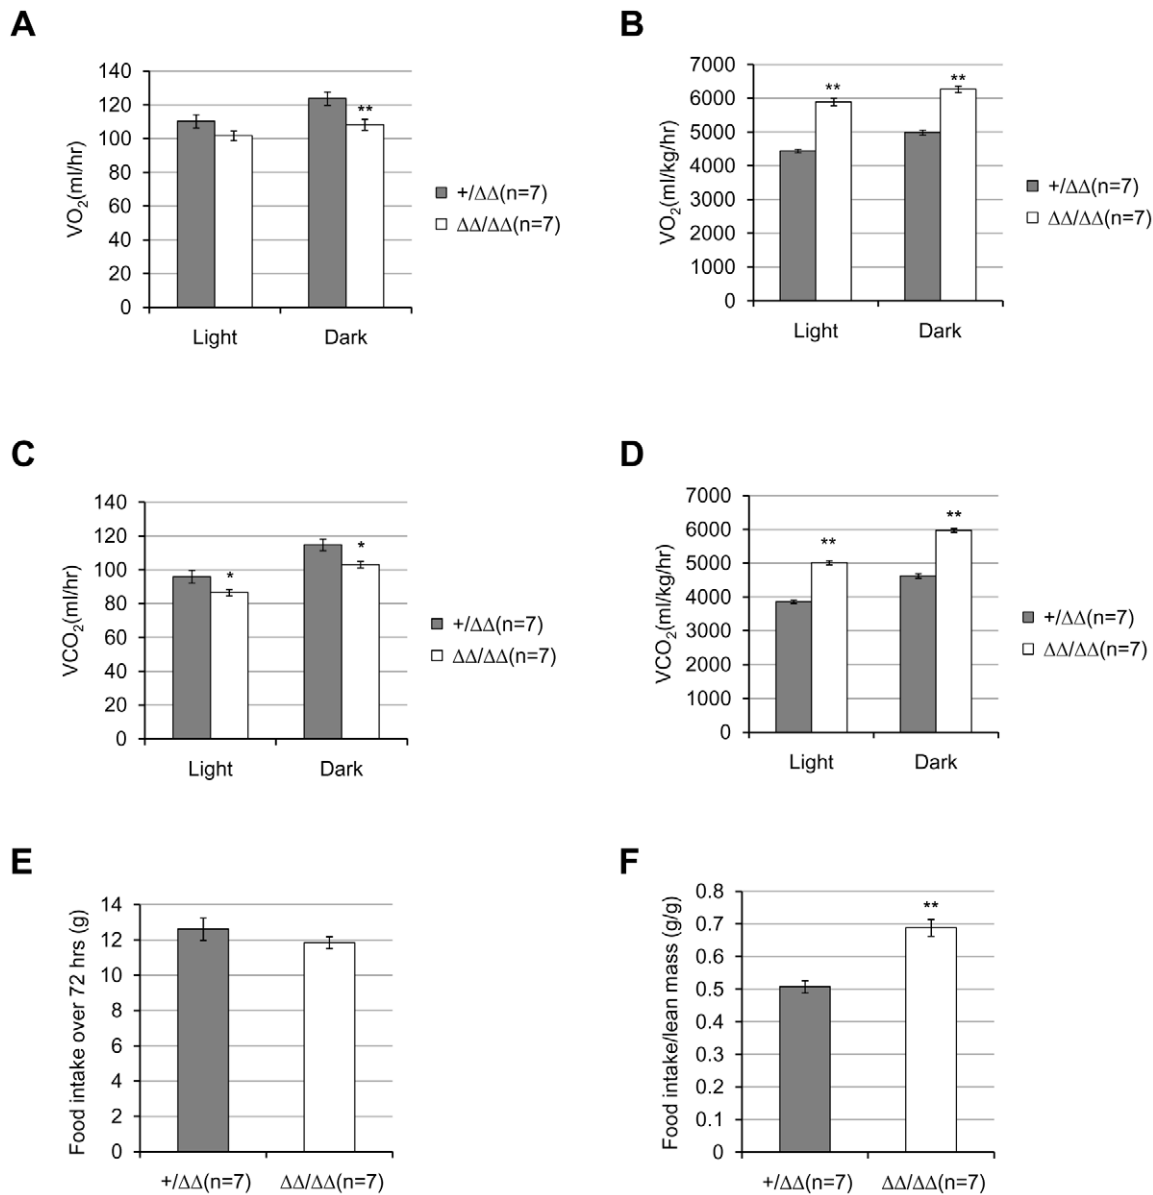 A
VO2(ml/hr)
140
120
100
80
60
40
20
0
**
Light
Dark
+/ΔΔ(n=7)
ΔΔ/ΔΔ(n=7)
B
VO2(ml/kg/hr)
7000
6000
5000
4000
3000
2000
1000
0
**
**
Light
Dark
+/ΔΔ(n=7)
ΔΔ/ΔΔ(n=7)
C
VCO2(ml/hr)
140
120
100
80
60
40
20
0
*
*
Light
Dark
+/ΔΔ(n=7)
ΔΔ/ΔΔ(n=7)
D
VCO2(ml/kg/hr)
7000
6000
5000
4000
3000
2000
1000
0
**
**
Light
Dark
+/ΔΔ(n=7)
ΔΔ/ΔΔ(n=7)
E
Food intake over 72 hrs (g)
14
12
10
8
6
4
2
0
+/ΔΔ(n=7)
ΔΔ/ΔΔ(n=7)
F
Food intake/lean mass (g/g)
0.8
0.7
0.6
0.5
0.4
0.3
0.2
0.1
0
**
+/ΔΔ(n=7)
ΔΔ/ΔΔ(n=7)